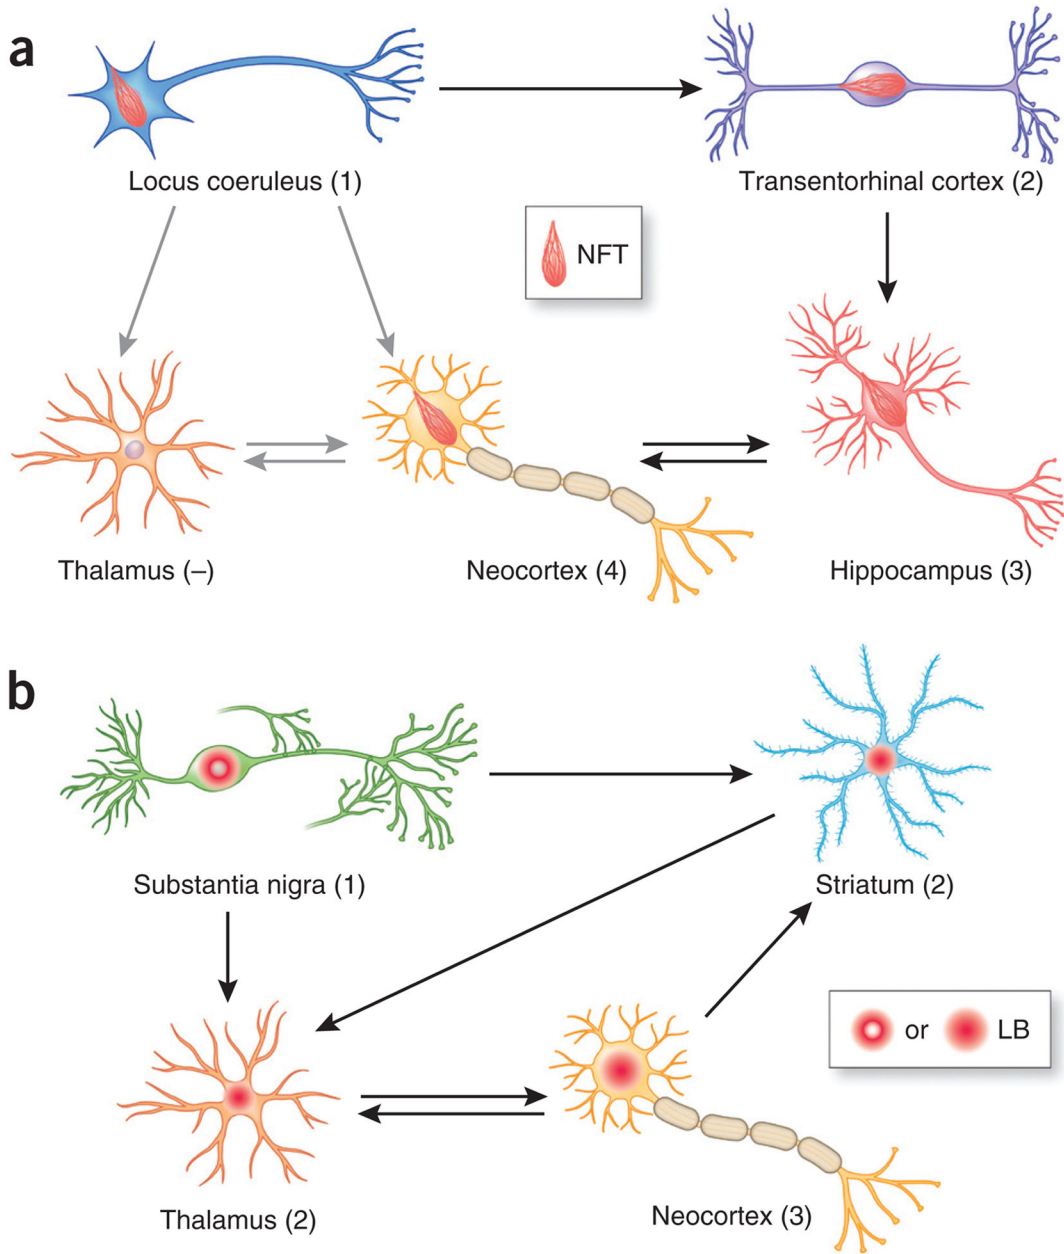 a
Locus coeruleus (1)
Transentorhinal cortex (2)
NFT
Thalamus (–)
Neocortex (4)
Hippocampus (3)
b
Substantia nigra (1)
Striatum (2)
or LB
Thalamus (2)
Neocortex (3)